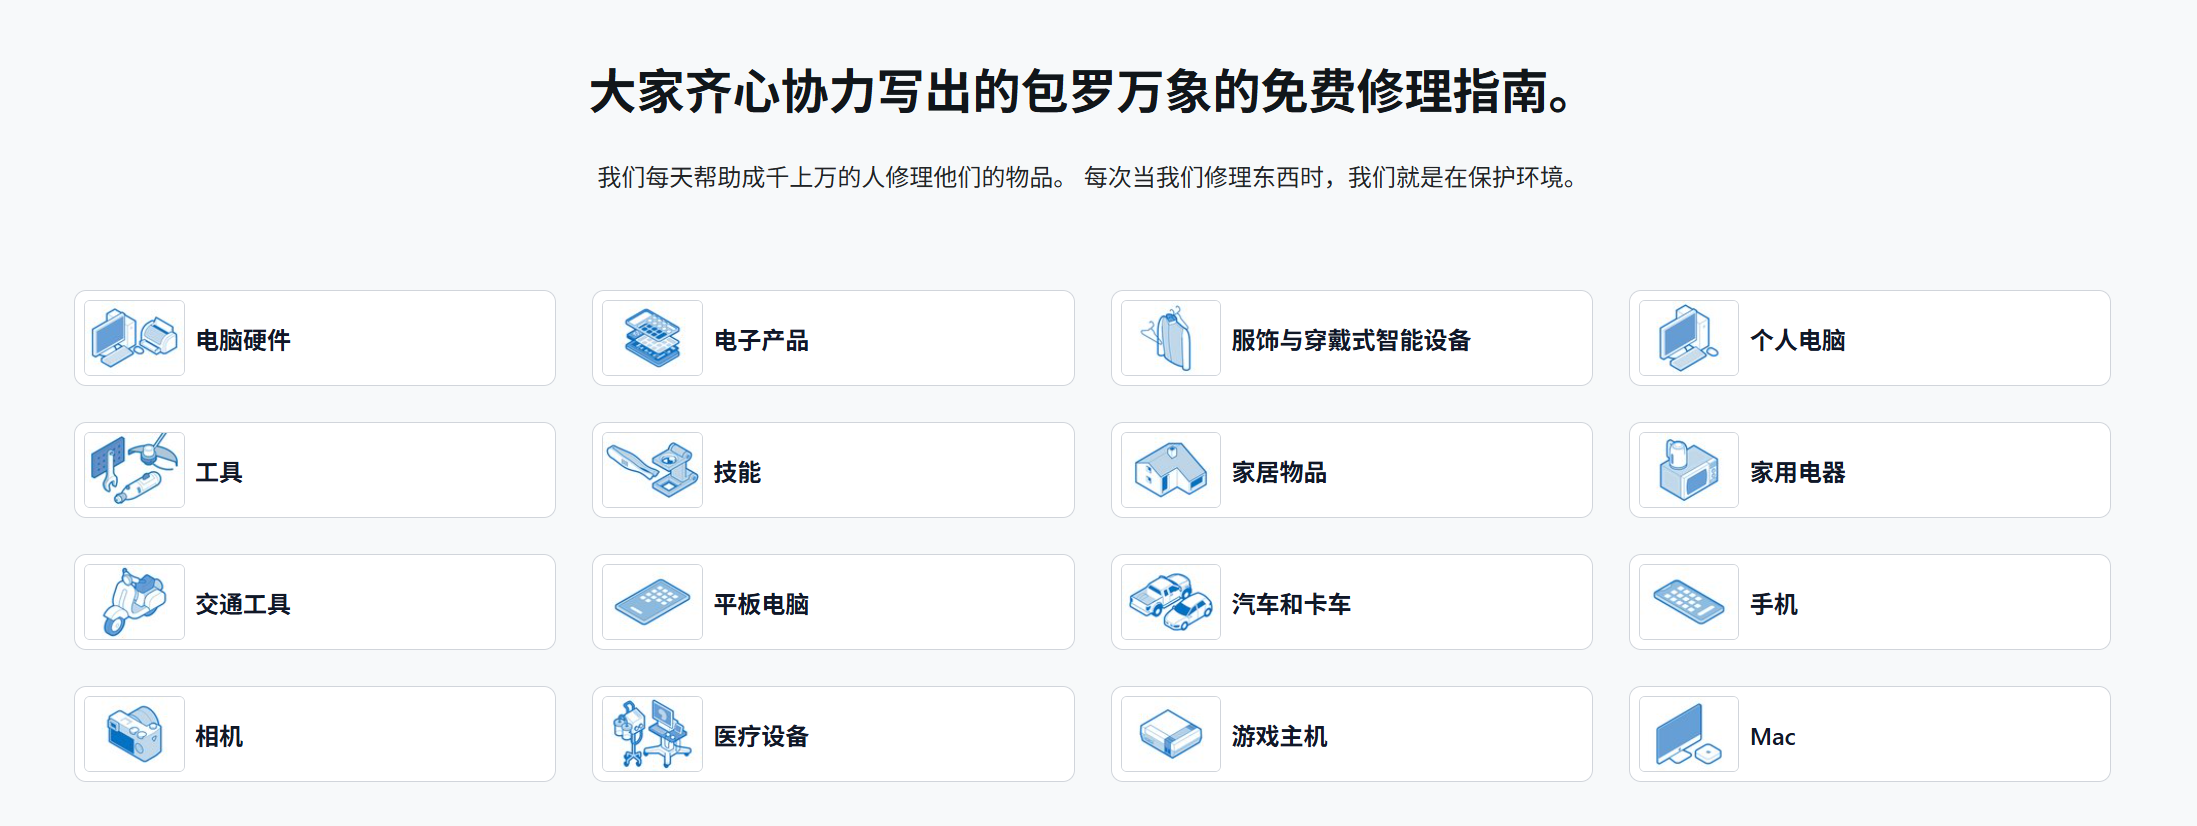 大家齐心协力写出的包罗万象的免费修理指南。
我们每天帮助成千上万的人修理他们的物品。 每次当我们修理东西时，我们就是在保护环境。
电脑硬件
电子产品
服饰与穿戴式智能设备
个人电脑
工具
技能
家居物品
家用电器
交通工具
平板电脑
汽车和卡车
手机
相机
医疗设备
游戏主机
Mac